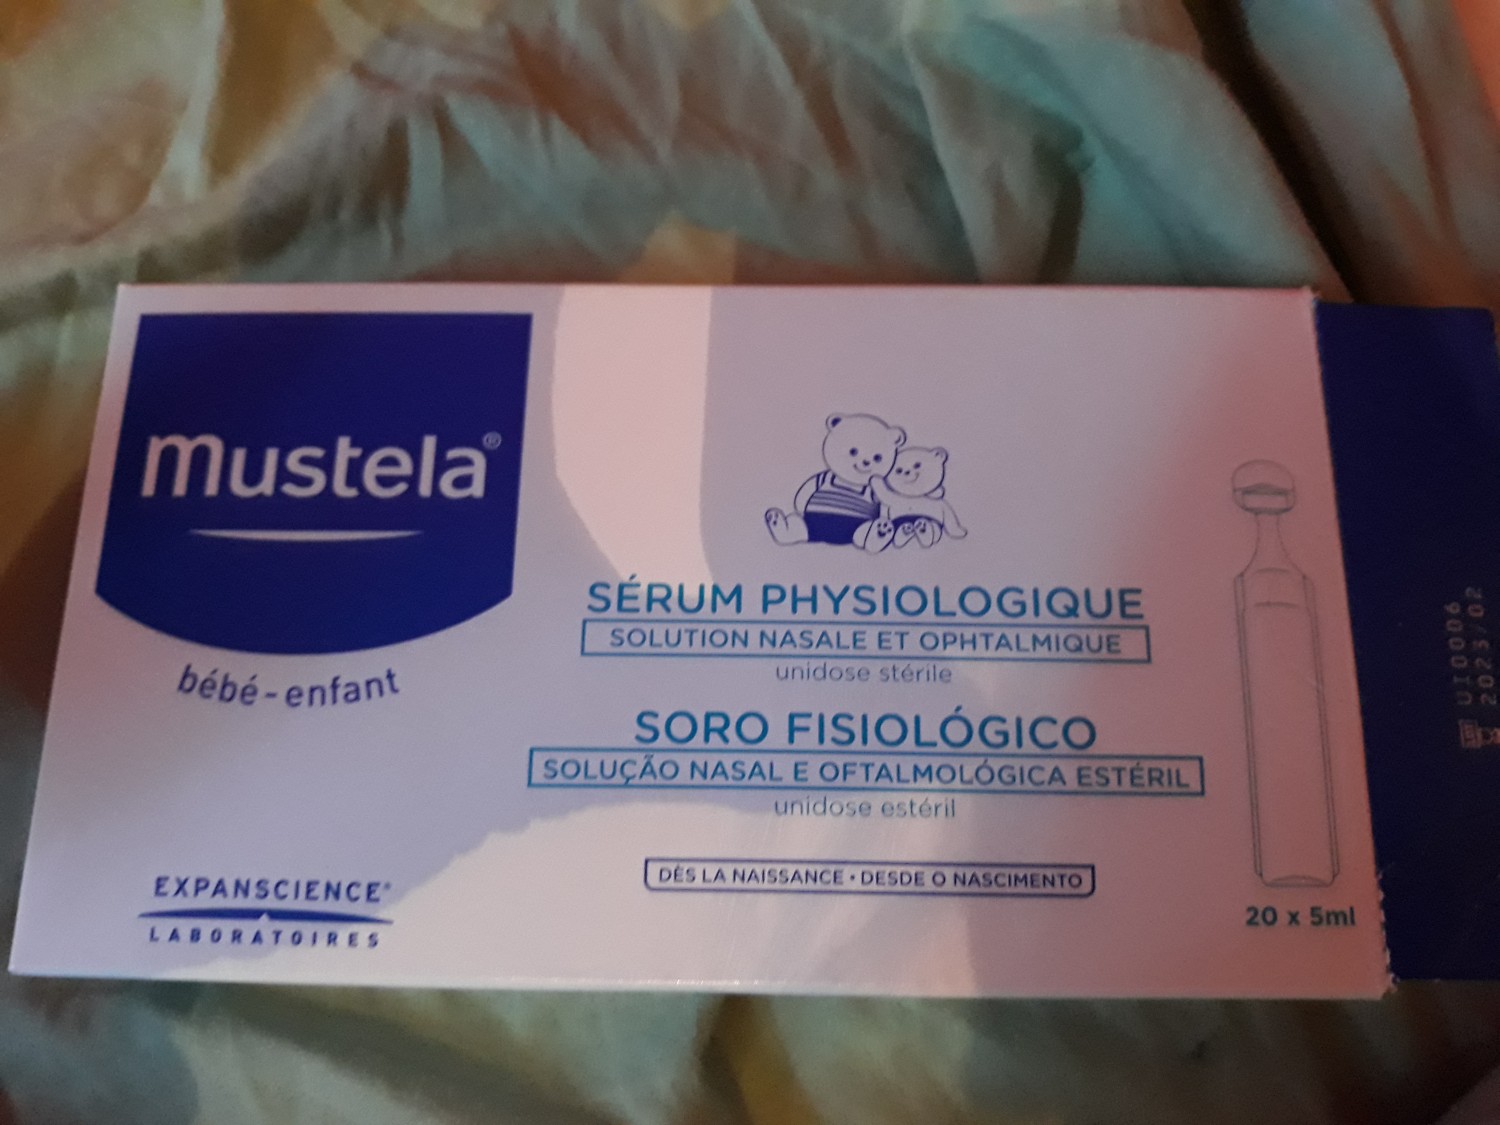 mustela®
bébé-enfant
SÉRUM PHYSIOLOGIQUE
SOLUTION NASALE ET OPHTALMIQUE
unidose stérile
SORO FISIOLÓGICO
SOLUÇÃO NASAL E OFTALMOLÓGICA ESTÉRIL
unidose estéril
DÈS LA NAISSANCE • DESDE O NASCIMENTO
EXPANSCIENCE®
LABORATOIRES
20 x 5ml
UI0006
2023/02